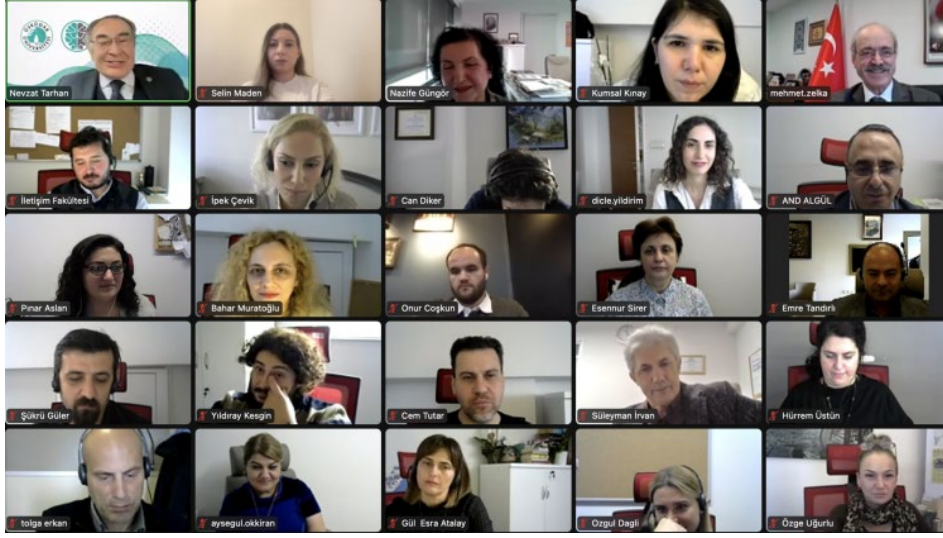 Nevzat Tarhan
Selin Maden
Nazife Güngör
Kumsal Kınay
mehmet.zelka
İletişim Fakültesi
İpek Çevik
Can Diker
dicle.yildirim
AND ALGÜL
Pınar Aslan
Bahar Muratoğlu
Onur Coşkun
Esennur Sirer
Emre Tandırlı
Şükrü Güler
Yıldıray Kesgin
Cem Tutar
Süleyman İrvan
Hürrem Üstün
tolga erkan
aysegul.okkiran
Gül Esra Atalay
Ozgul Dagli
Özge Uğurlu